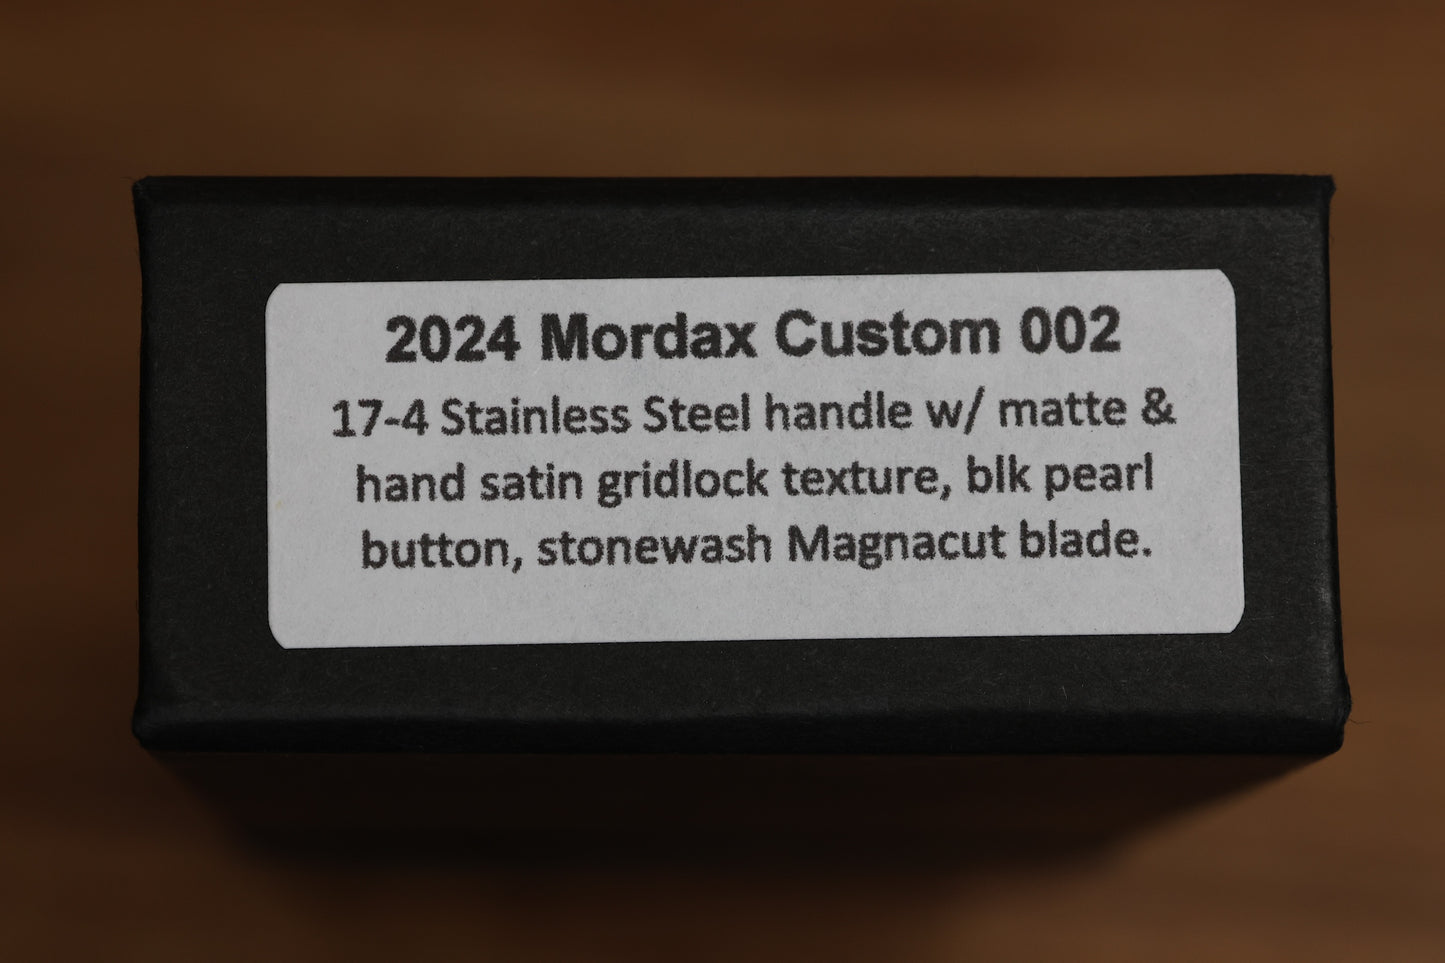 2024 Mordax Custom 002
17-4 Stainless Steel handle w/ matte &
hand satin gridlock texture, blk pearl
button, stonewash Magnacut blade.